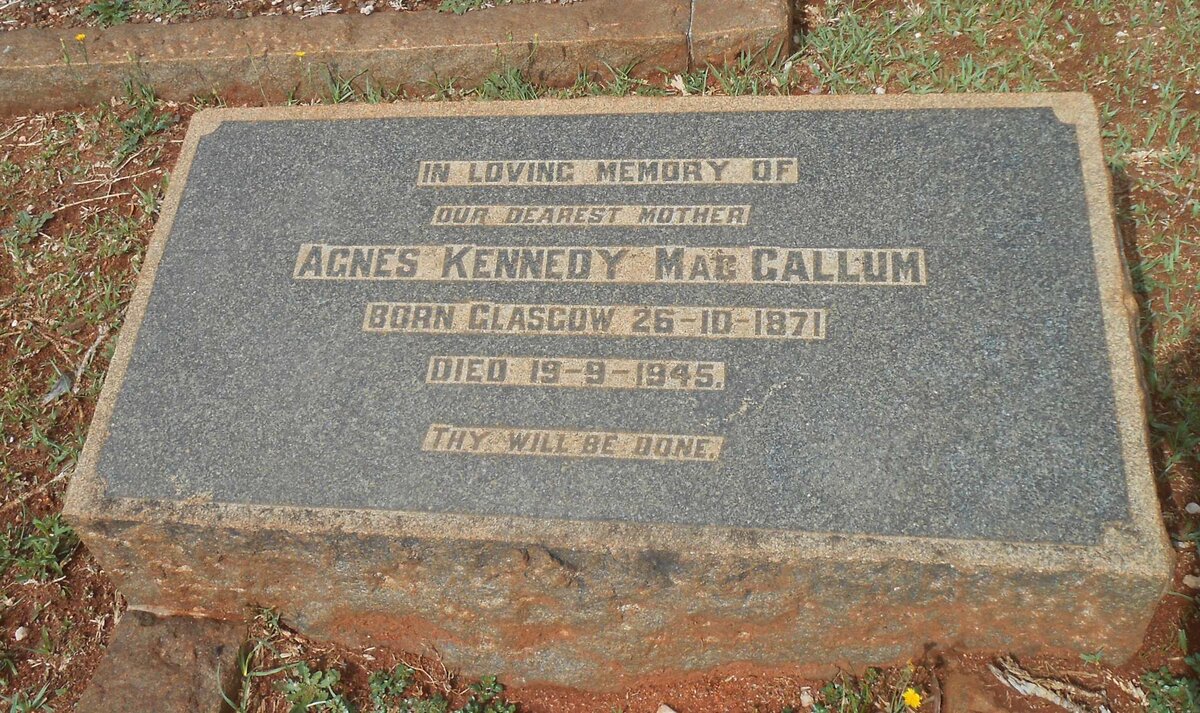 IN LOVING MEMORY OF
OUR DEAREST MOTHER
AGNES KENNEDY MAC CALLUM
BORN GLASGOW 26-10-1871
DIED 19-9-1945.
THY WILL BE DONE.